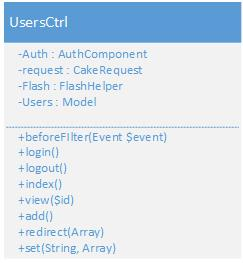 UsersCtrl
-Auth : AuthComponent
-request : CakeRequest
-Flash : FlashHelper
-Users : Model
+beforeFIlter(Event $event)
+login()
+logout()
+index()
+view($id)
+add()
+redirect(Array)
+set(String, Array)